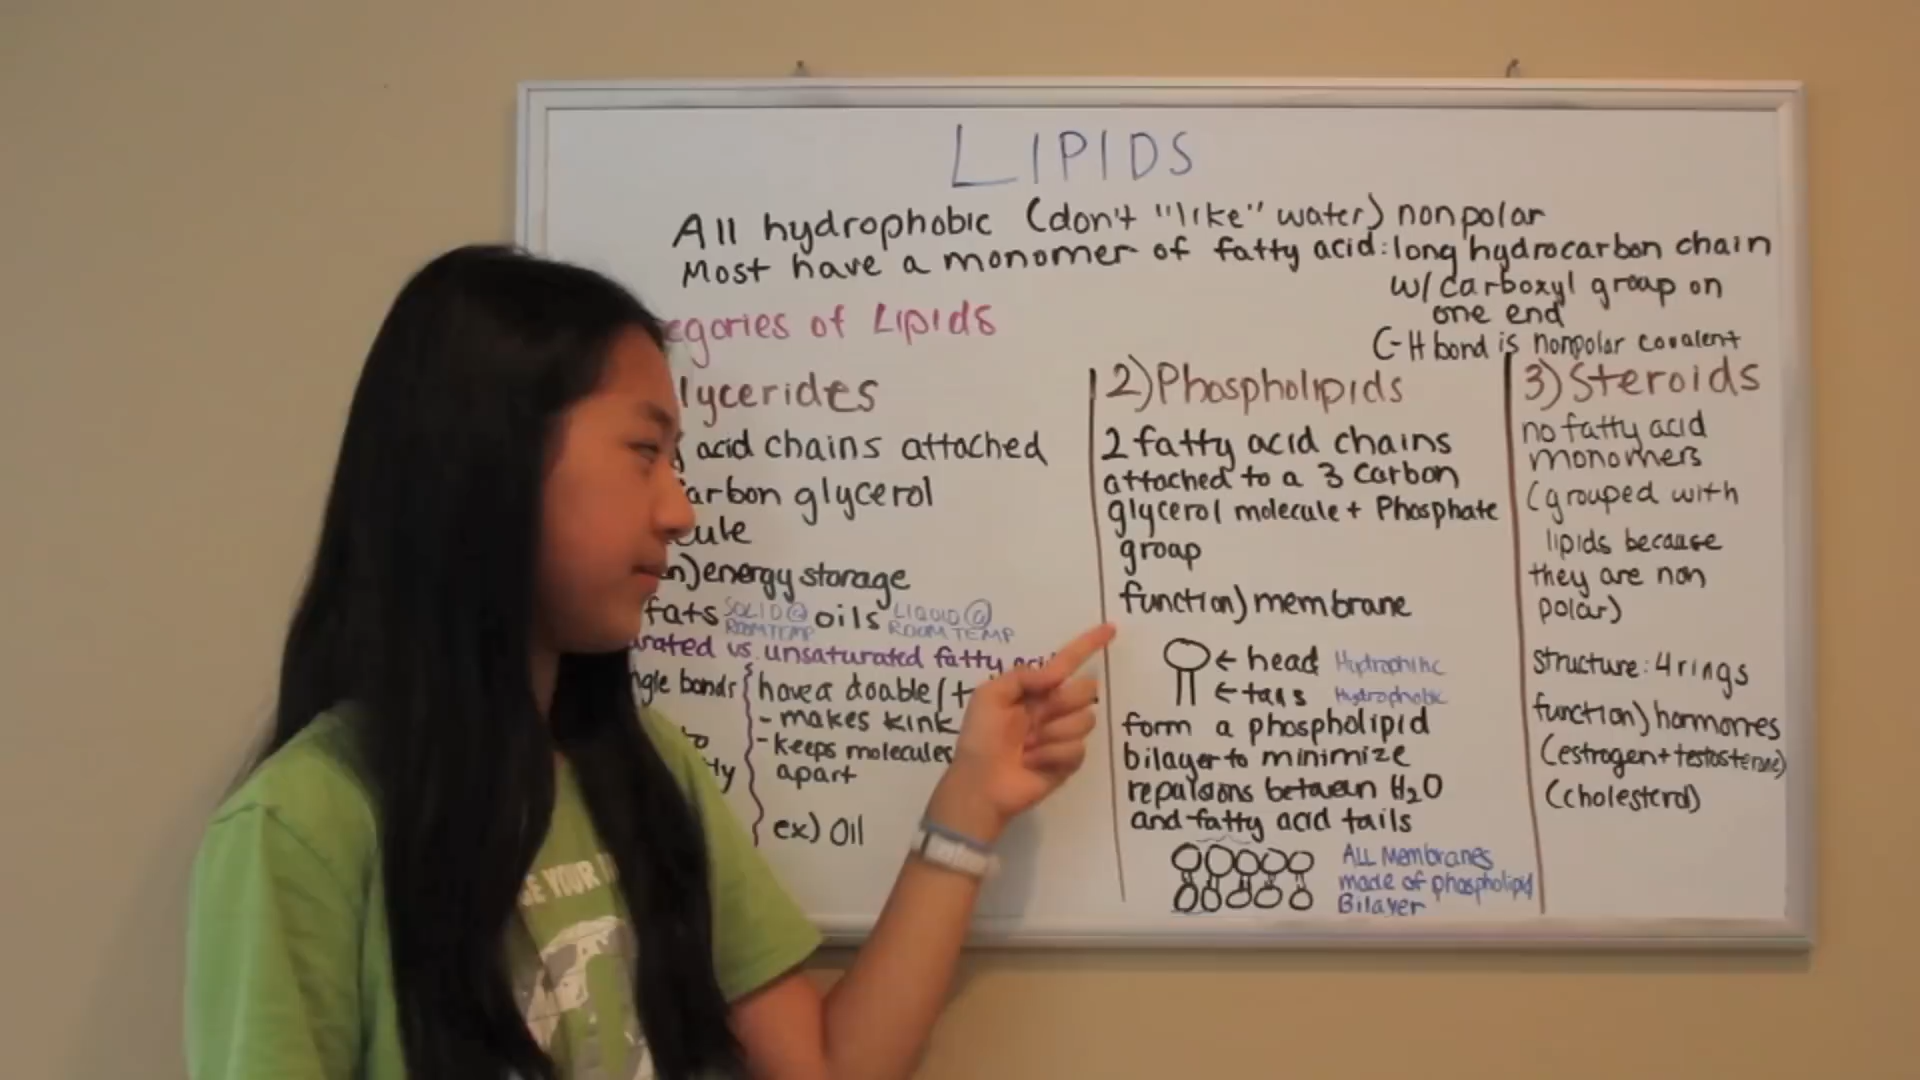 LIPIDS
All hydrophobic (don't "like" water) nonpolar
Most have a monomer of fatty acid: long hydrocarbon chain
w/ carboxyl group on
one end
C-H bond is nonpolar covalent
egories of Lipids
lycerides
acid chains attached
arbon glycerol
cule
n) energy storage
fats SOLID @ ROOM TEMP oils LIQUID @ ROOM TEMP
urated vs. unsaturated fatty aci
ngle bonds
to
ty
have a double/t
- makes kink
- keeps molecules
apart
ex) Oil
2) Phospholipids
2 fatty acid chains
attached to a 3 carbon
glycerol molecule + Phosphate
group
function) membrane
← head Hydrophilic
← tails Hydrophobic
form a phospholipid
bilayer to minimize
repulsions between H2O
and fatty acid tails
ALL Membranes
made of phospholipid
Bilayer
3) Steroids
no fatty acid
monomers
(grouped with
lipids because
they are non
polar)
structure: 4 rings
function) hormones
(estrogen + testosterone)
(cholesterol)
SE YOUR